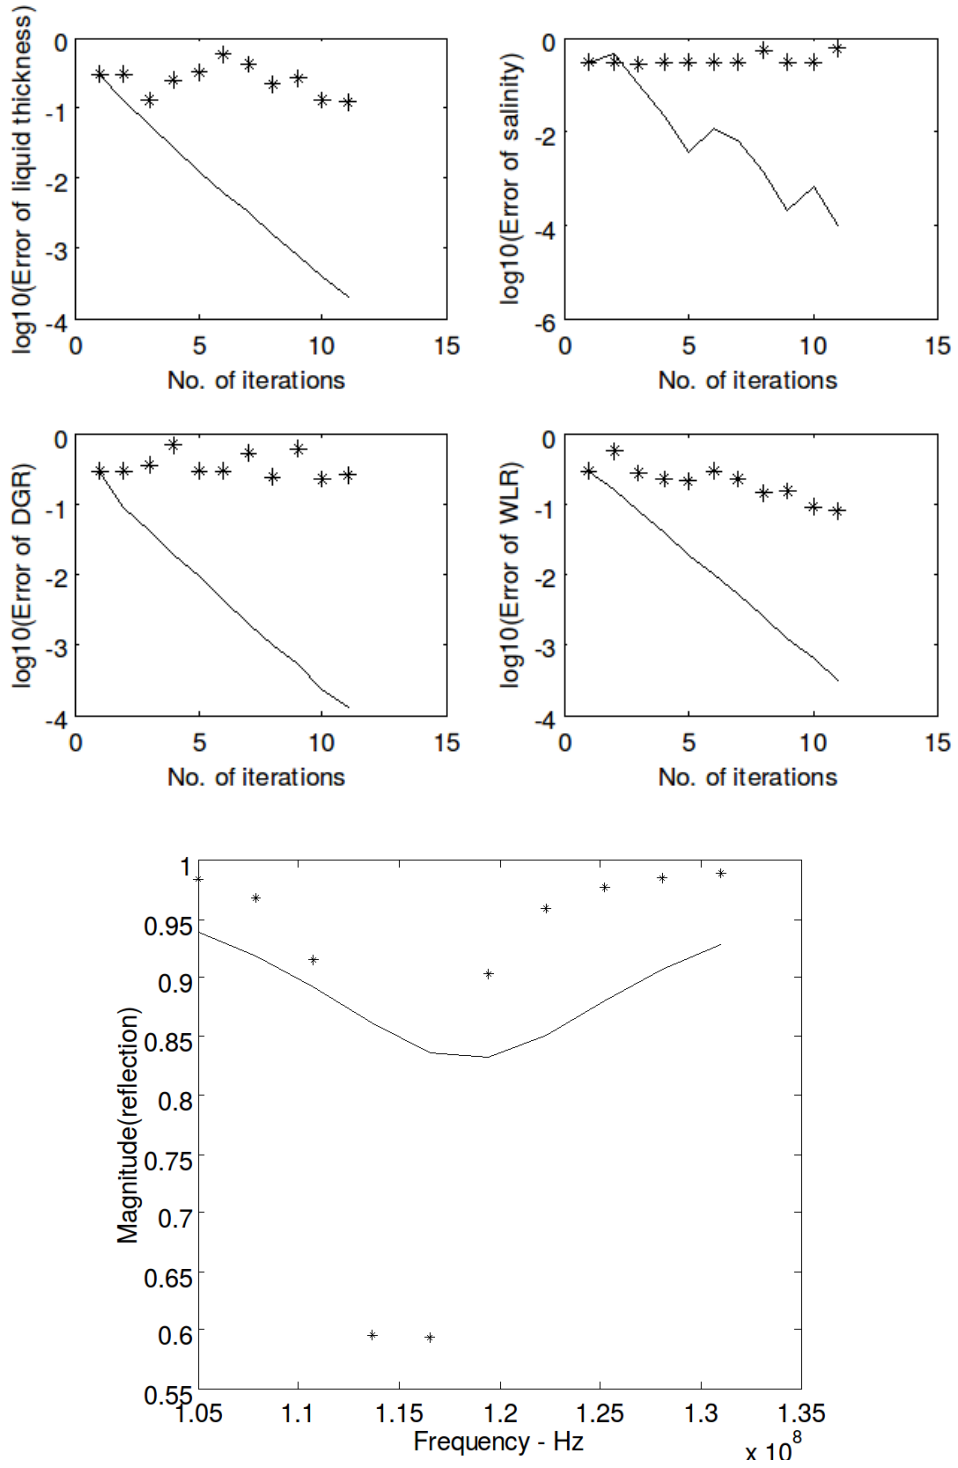 log10(Error of liquid thickness)
0
-1
-2
-3
-4
0 5 10 15
No. of iterations
log10(Error of salinity)
0
-2
-4
-6
0 5 10 15
No. of iterations
log10(Error of DGR)
0
-1
-2
-3
-4
0 5 10 15
No. of iterations
log10(Error of WLR)
0
-1
-2
-3
-4
0 5 10 15
No. of iterations
Magnitude(reflection)
1
0.95
0.9
0.85
0.8
0.75
0.7
0.65
0.6
0.55
1.05 1.1 1.15 1.2 1.25 1.3 1.35
Frequency - Hz
x 10^8